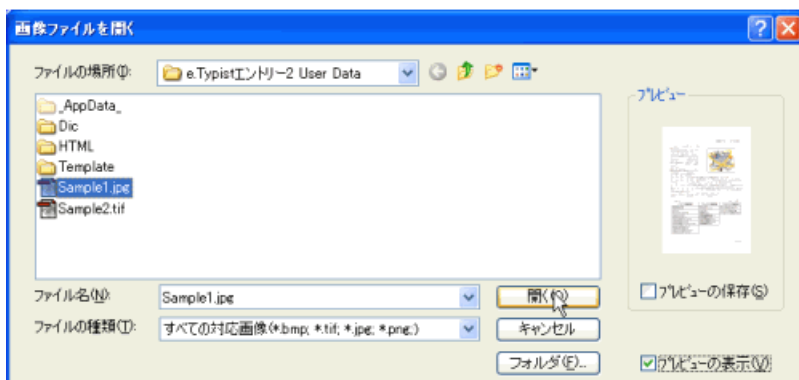 画像ファイルを開く
ファイルの場所(I):
e.Typistエントリー2 User Data
プレビュー
_AppData_
Dic
HTML
Template
Sample1.jpg
Sample2.tif
ファイル名(N):
Sample1.jpg
開く(O)
プレビューの保存(S)
ファイルの種類(T):
すべての対応画像(*.bmp; *.tif; *.jpg; *.png;)
キャンセル
フォルダ(F)...
プレビューの表示(V)